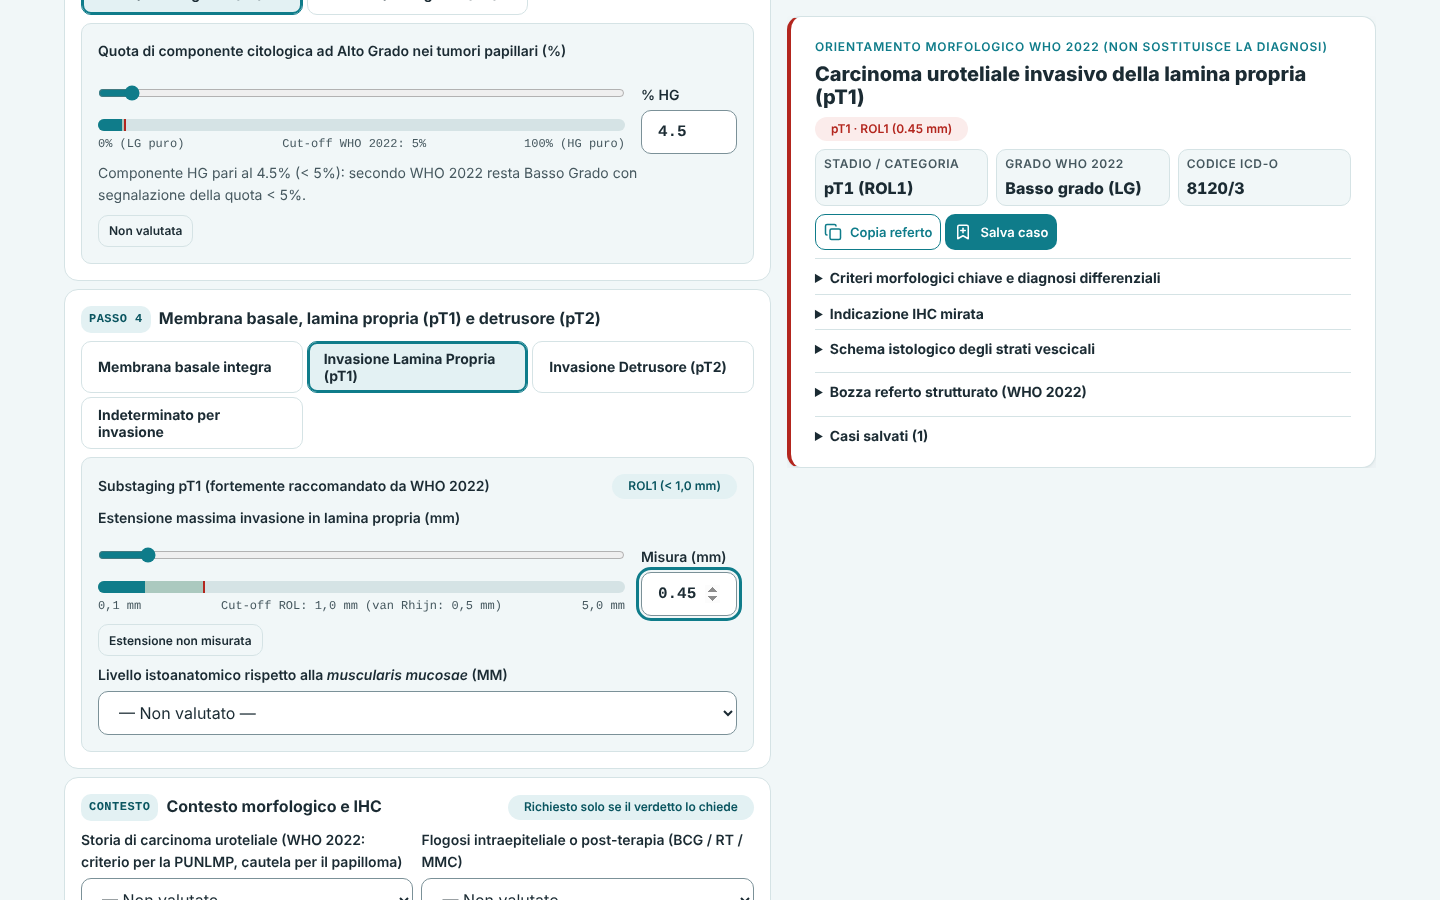 Quota di componente citologica ad Alto Grado nei tumori papillari (%)
% HG
4.5
0% (LG puro)
Cut-off WHO 2022: 5%
100% (HG puro)
Componente HG pari al 4.5% (< 5%): secondo WHO 2022 resta Basso Grado con
segnalazione della quota < 5%.
Non valutata
PASSO 4
Membrana basale, lamina propria (pT1) e detrusore (pT2)
Membrana basale integra
Invasione Lamina Propria
(pT1)
Invasione Detrusore (pT2)
Indeterminato per
invasione
Substaging pT1 (fortemente raccomandato da WHO 2022)
ROL1 (< 1,0 mm)
Estensione massima invasione in lamina propria (mm)
Misura (mm)
0.45
0,1 mm
Cut-off ROL: 1,0 mm (van Rhijn: 0,5 mm)
5,0 mm
Estensione non misurata
Livello istoanatomico rispetto alla muscularis mucosae (MM)
— Non valutato —
CONTESTO
Contesto morfologico e IHC
Richiesto solo se il verdetto lo chiede
Storia di carcinoma uroteliale (WHO 2022:
criterio per la PUNLMP, cautela per il papilloma)
— Non valutato —
Flogosi intraepiteliale o post-terapia (BCG / RT /
MMC)
— Non valutato —
ORIENTAMENTO MORFOLOGICO WHO 2022 (NON SOSTITUISCE LA DIAGNOSI)
Carcinoma uroteliale invasivo della lamina propria
(pT1)
pT1 · ROL1 (0.45 mm)
STADIO / CATEGORIA
pT1 (ROL1)
GRADO WHO 2022
Basso grado (LG)
CODICE ICD-O
8120/3
Copia referto
Salva caso
Criteri morfologici chiave e diagnosi differenziali
Indicazione IHC mirata
Schema istologico degli strati vescicali
Bozza referto strutturato (WHO 2022)
Casi salvati (1)